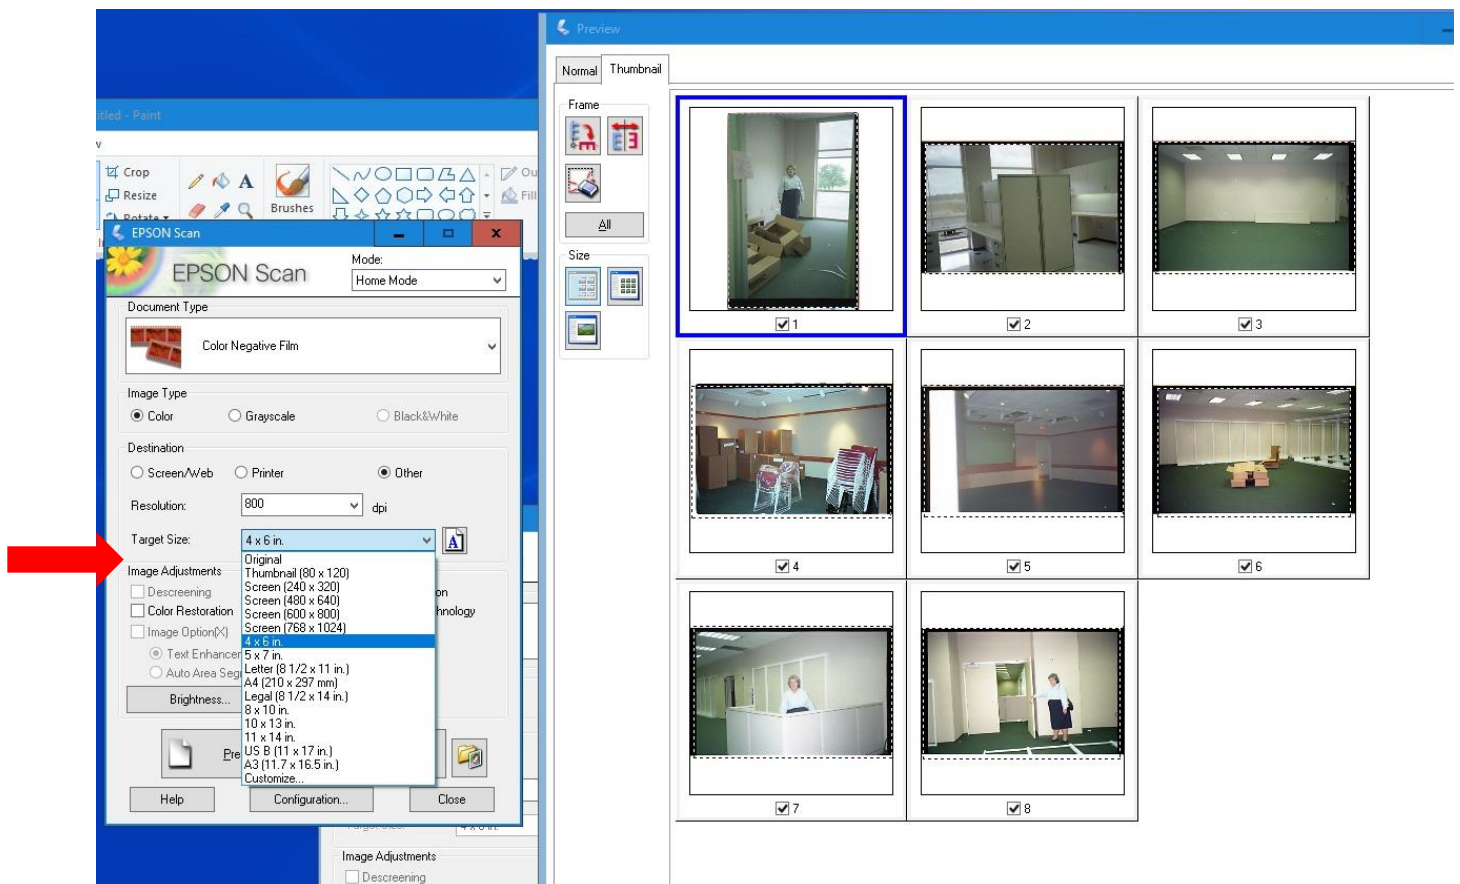 Preview
Normal
Thumbnail
Frame
All
Size
1
2
3
4
5
6
7
8
- Paint
Crop
Resize
Rotate
A
Brushes
Fill
EPSON Scan
EPSON Scan
Mode:
Home Mode
Document Type
Color Negative Film
Image Type
Color
Grayscale
Black&White
Destination
Screen/Web
Printer
Other
Resolution:
800
dpi
Target Size:
4 x 6 in.
A
Original
Thumbnail (80 x 120)
Screen (240 x 320)
Screen (480 x 640)
Screen (600 x 800)
Screen (768 x 1024)
4 x 6 in.
5 x 7 in.
Letter (8 1/2 x 11 in.)
A4 (210 x 297 mm)
Legal (8 1/2 x 14 in.)
8 x 10 in.
10 x 13 in.
11 x 14 in.
US B (11 x 17 in.)
A3 (11.7 x 16.5 in.)
Customize...
Image Adjustments
Descreening
Color Restoration
Image Option(X)
Text
Auto Area
Brightness...
Help
Configuration...
Close
Image Adjustments
Descreening